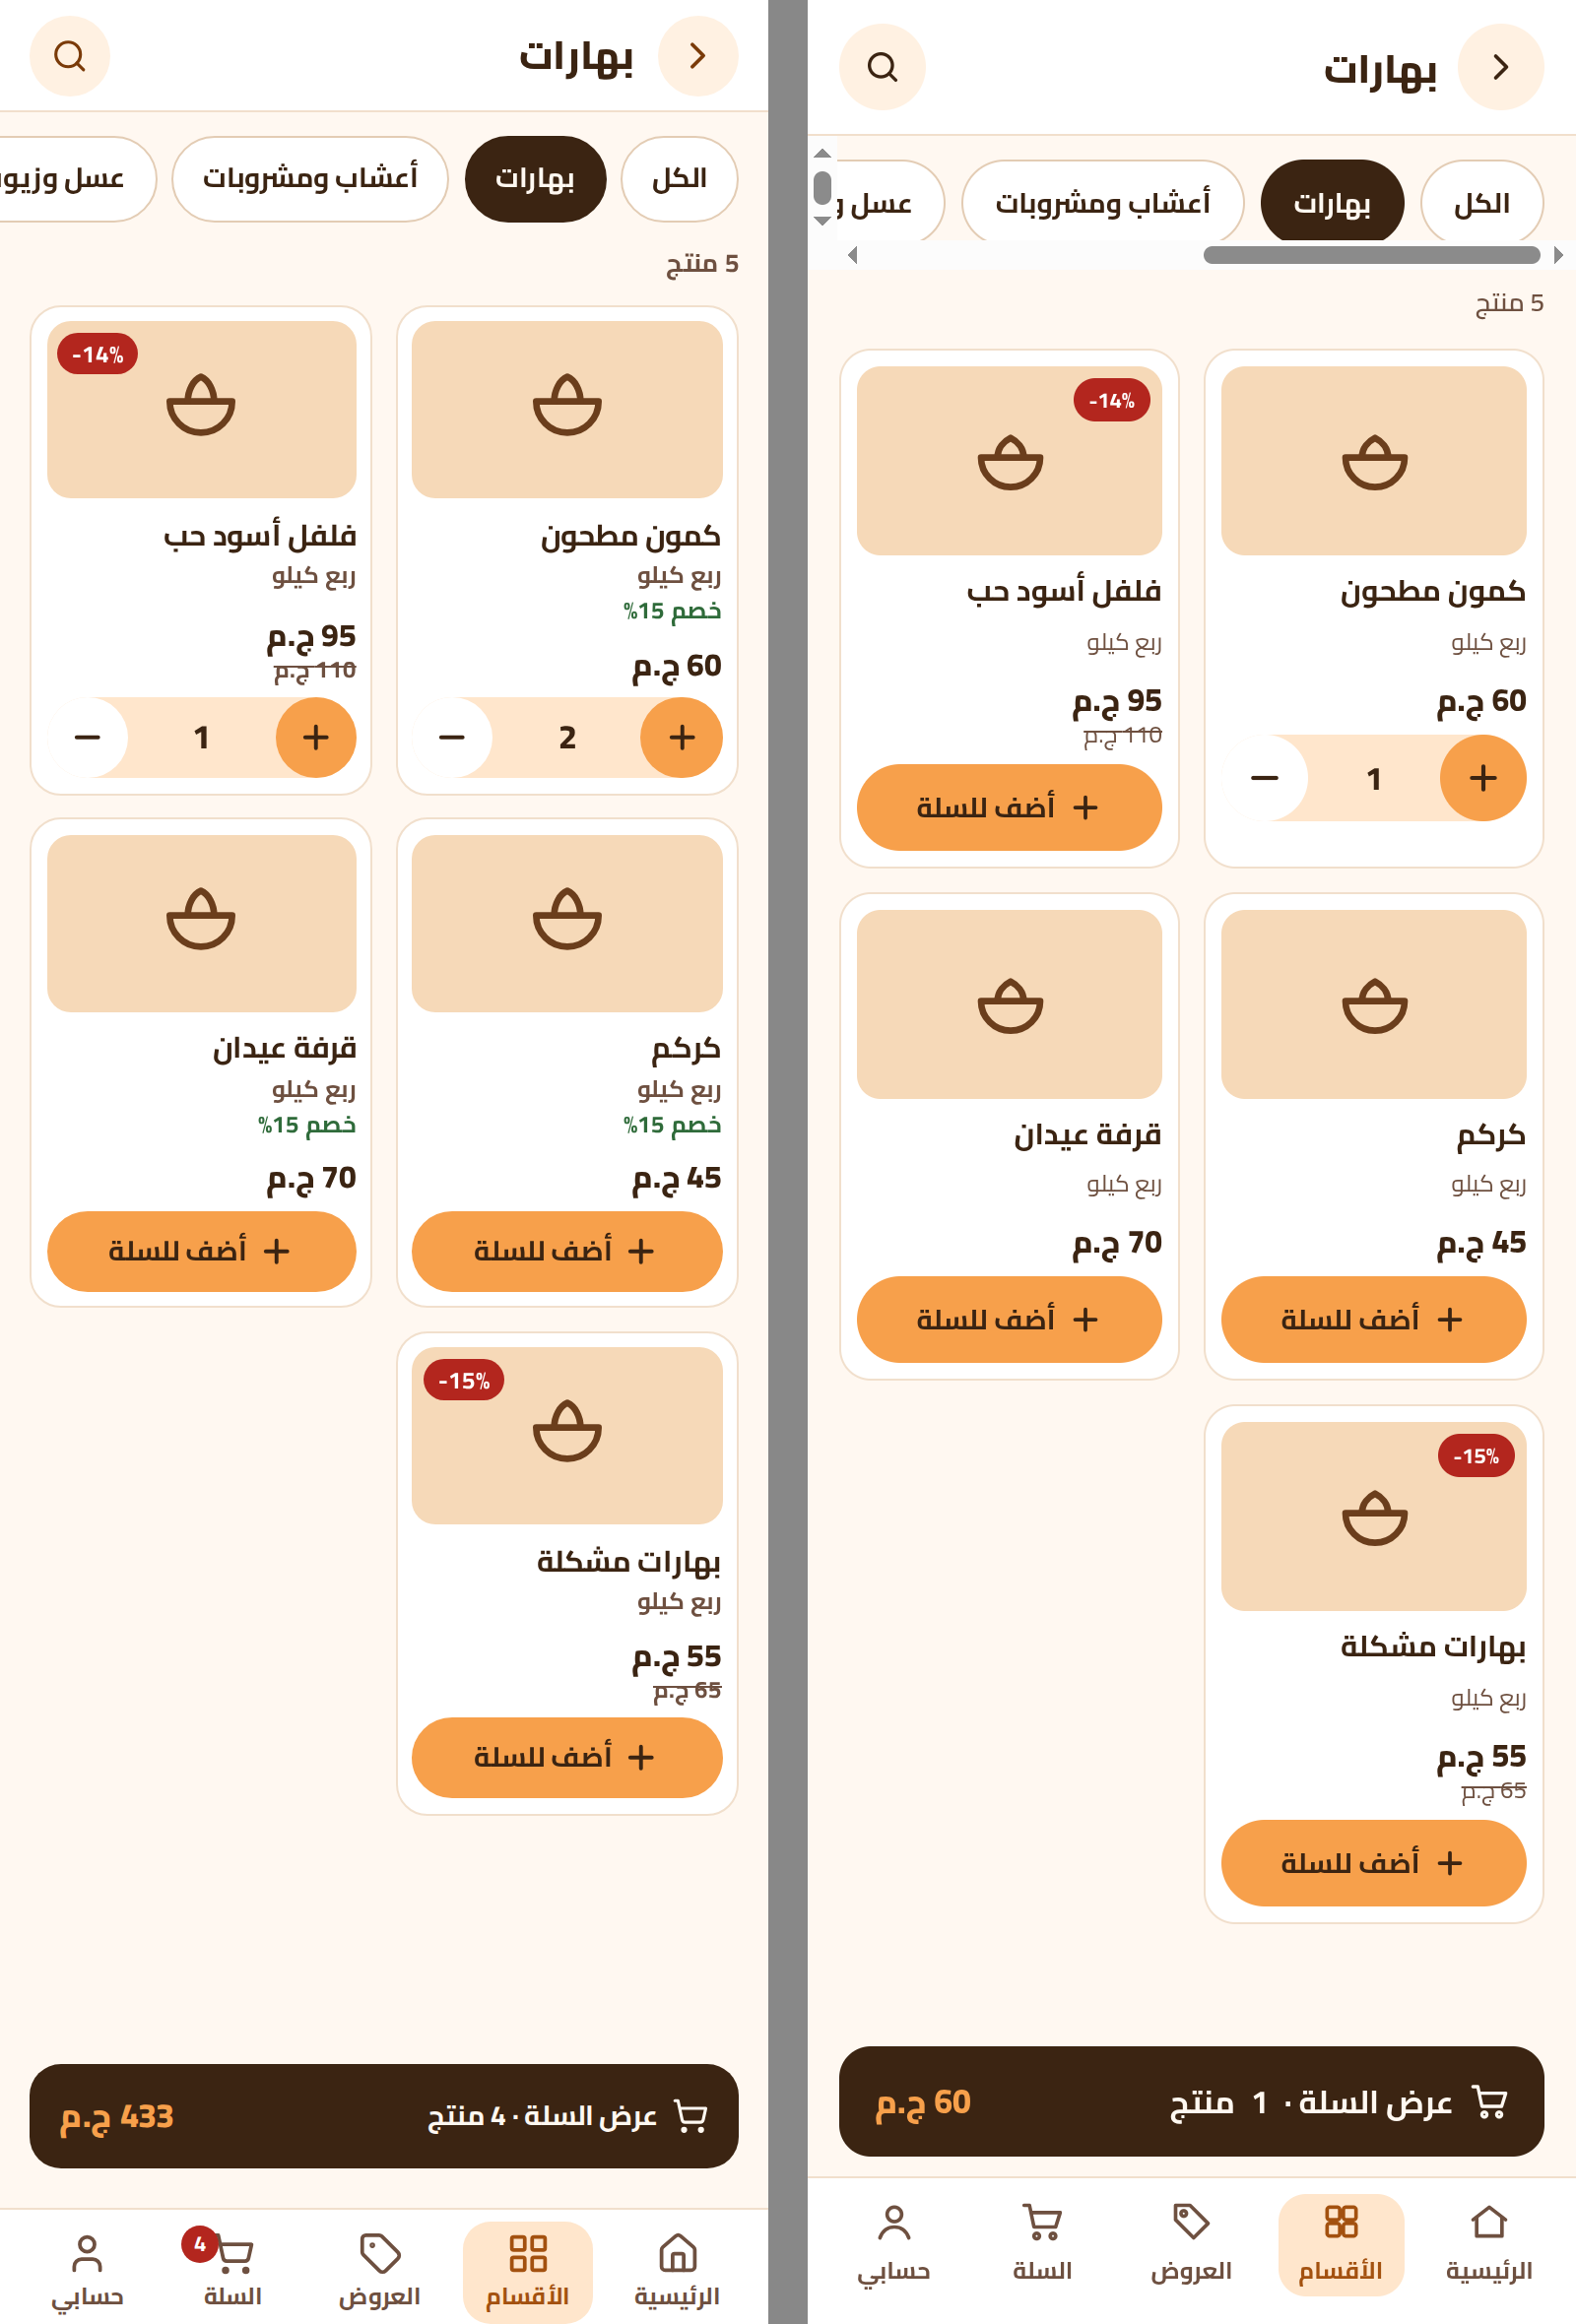 بهارات
الكل
بهارات
أعشاب ومشروبات
عسل و
5 منتج
كمون مطحون
ربع كيلو
60 ج.م
1
-14%
فلفل أسود حب
ربع كيلو
95 ج.م
110 ج.م
أضف للسلة
كركم
ربع كيلو
45 ج.م
أضف للسلة
قرفة عيدان
ربع كيلو
70 ج.م
أضف للسلة
-15%
بهارات مشكلة
ربع كيلو
55 ج.م
65 ج.م
أضف للسلة
عرض السلة · 1 منتج
60 ج.م
الرئيسية
الأقسام
العروض
السلة
حسابي
بهارات
الكل
بهارات
أعشاب ومشروبات
عسل وزيو
5 منتج
كمون مطحون
ربع كيلو
خصم 15%
60 ج.م
2
-14%
فلفل أسود حب
ربع كيلو
95 ج.م
110 ج.م
1
كركم
ربع كيلو
خصم 15%
45 ج.م
أضف للسلة
قرفة عيدان
ربع كيلو
خصم 15%
70 ج.م
أضف للسلة
-15%
بهارات مشكلة
ربع كيلو
55 ج.م
65 ج.م
أضف للسلة
عرض السلة · 4 منتج
433 ج.م
الرئيسية
الأقسام
العروض
4
السلة
حسابي